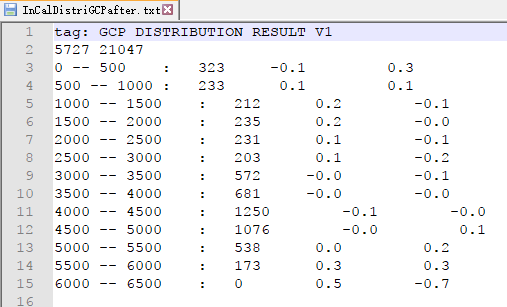 InCalDistriGCPafter.txt
1 tag: GCP DISTRIBUTION RESULT V1
2 5727 21047
3 0 -- 500 : 323 -0.1 0.3
4 500 -- 1000 : 233 0.1 0.1
5 1000 -- 1500 : 212 0.2 -0.1
6 1500 -- 2000 : 235 0.2 -0.0
7 2000 -- 2500 : 231 0.1 -0.1
8 2500 -- 3000 : 203 0.1 -0.2
9 3000 -- 3500 : 572 -0.0 -0.1
10 3500 -- 4000 : 681 -0.0 -0.0
11 4000 -- 4500 : 1250 -0.1 -0.0
12 4500 -- 5000 : 1076 -0.0 0.1
13 5000 -- 5500 : 538 0.0 0.2
14 5500 -- 6000 : 173 0.3 0.3
15 6000 -- 6500 : 0 0.5 -0.7
16